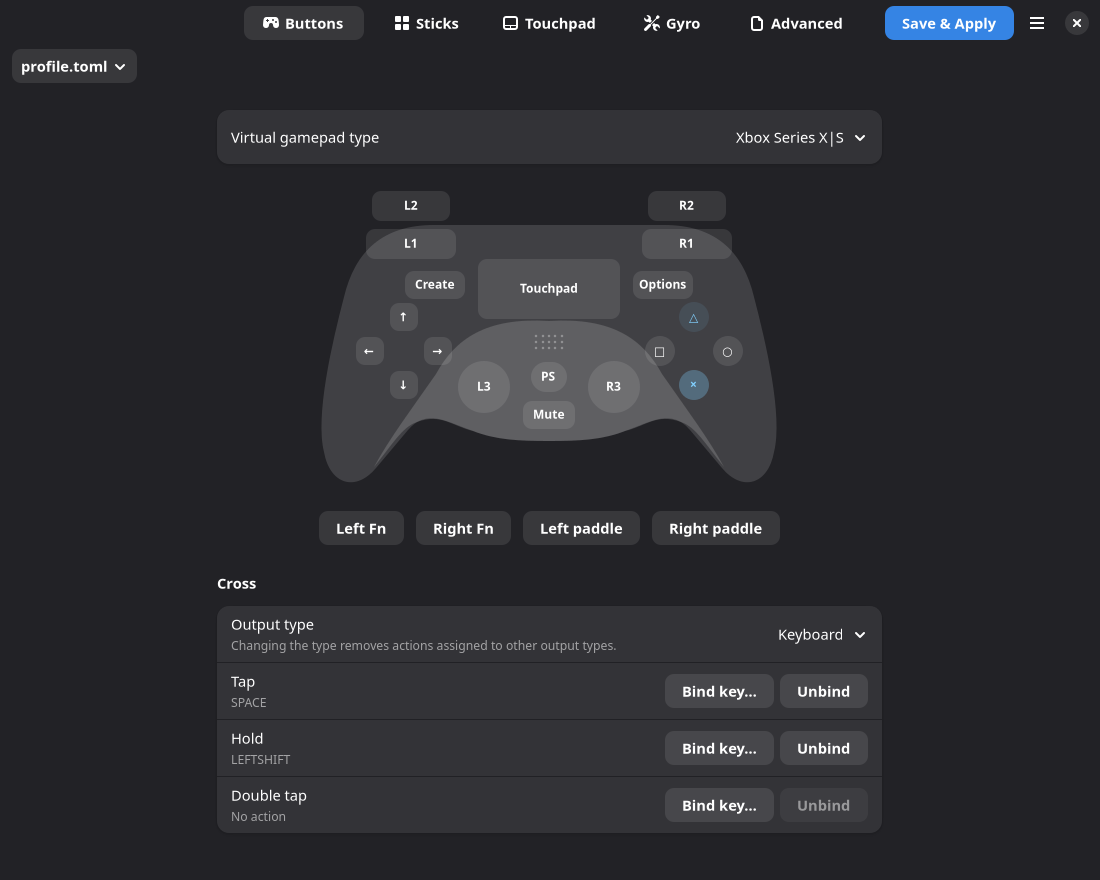 Buttons
Sticks
Touchpad
Gyro
Advanced
Save & Apply
profile.toml
Virtual gamepad type
Xbox Series X|S
L2
R2
L1
R1
Create
Touchpad
Options
↑
△
←
→
□
○
↓
×
L3
PS
R3
Mute
Left Fn
Right Fn
Left paddle
Right paddle
Cross
Output type
Changing the type removes actions assigned to other output types.
Keyboard
Tap
SPACE
Bind key...
Unbind
Hold
LEFTSHIFT
Bind key...
Unbind
Double tap
No action
Bind key...
Unbind